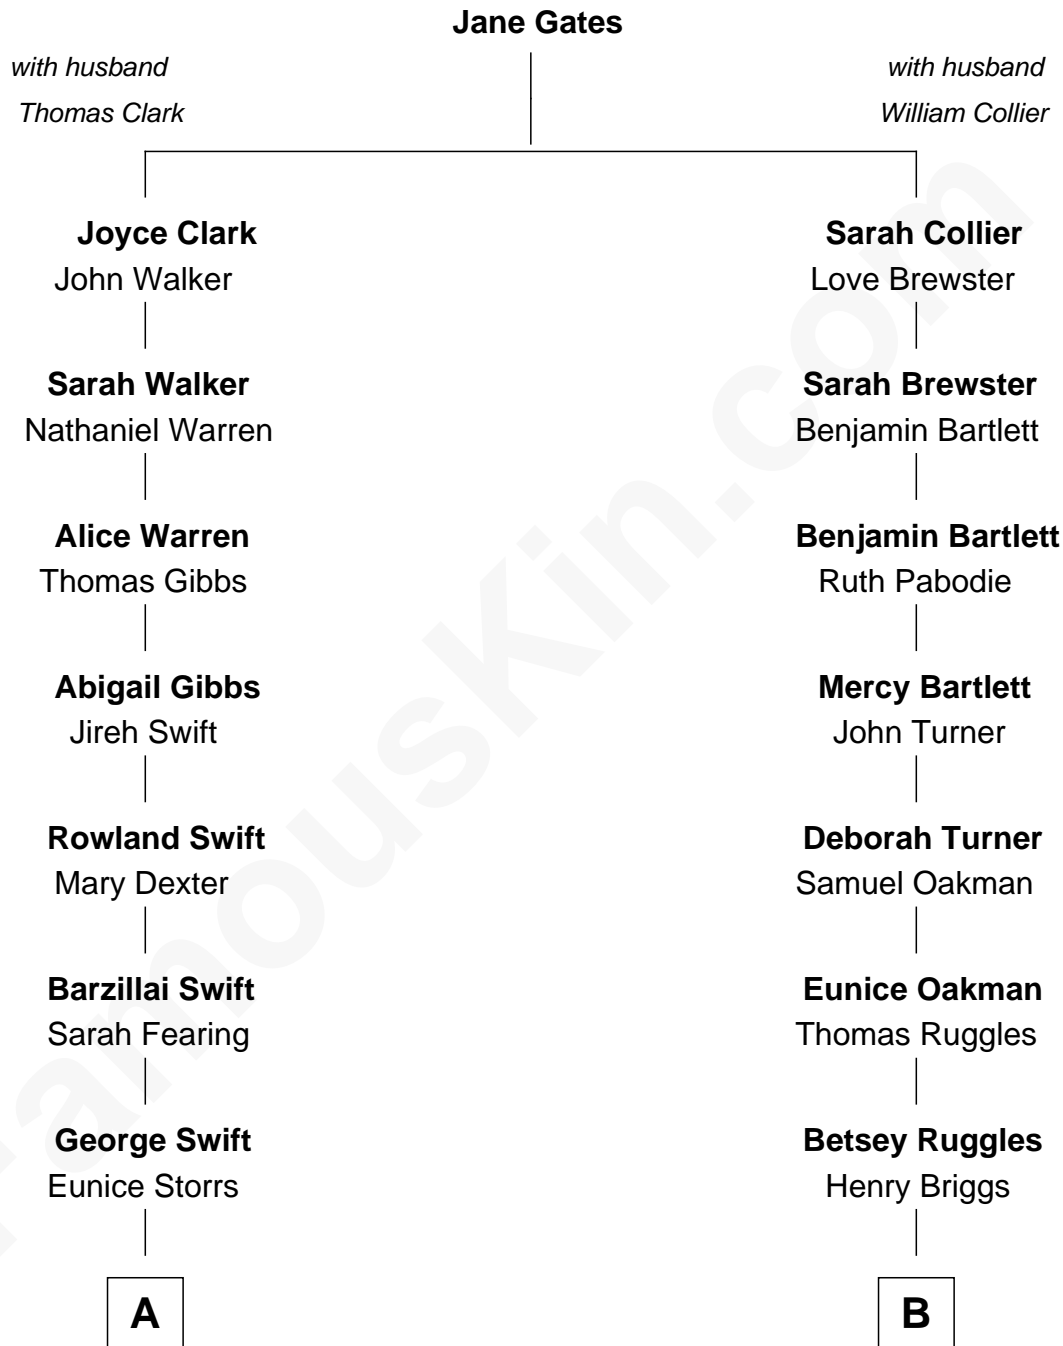 Jane Gates
with husband
Thomas Clark
with husband
William Collier
Joyce Clark
John Walker
Sarah Collier
Love Brewster
Sarah Walker
Nathaniel Warren
Sarah Brewster
Benjamin Bartlett
Alice Warren
Thomas Gibbs
Benjamin Bartlett
Ruth Pabodie
Abigail Gibbs
Jireh Swift
Mercy Bartlett
John Turner
Rowland Swift
Mary Dexter
Deborah Turner
Samuel Oakman
Barzillai Swift
Sarah Fearing
Eunice Oakman
Thomas Ruggles
George Swift
Eunice Storrs
Betsey Ruggles
Henry Briggs
A
B
FamousKin.com